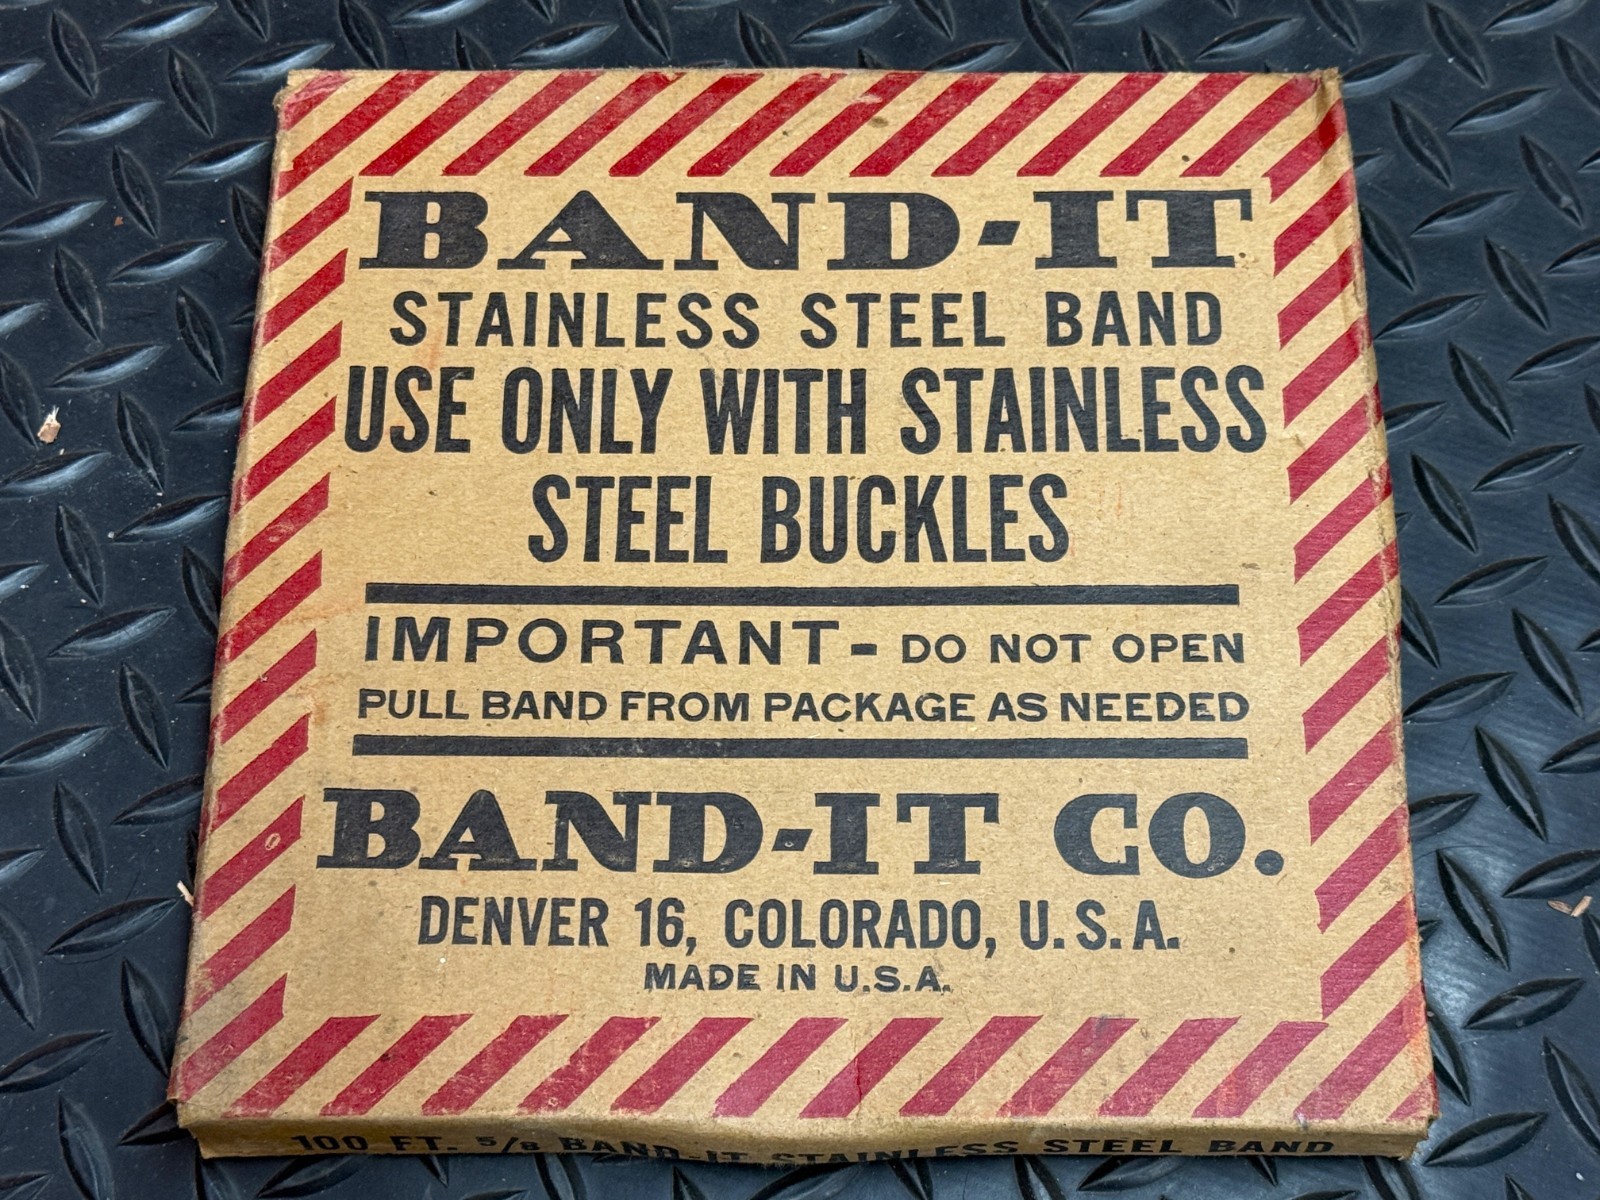 BAND-IT
STAINLESS STEEL BAND
USE ONLY WITH STAINLESS
STEEL BUCKLES
IMPORTANT- DO NOT OPEN
PULL BAND FROM PACKAGE AS NEEDED
BAND-IT CO.
DENVER 16, COLORADO, U.S.A.
MADE IN U.S.A.
100 FT. 5/8 BAND-IT STAINLESS STEEL BAND